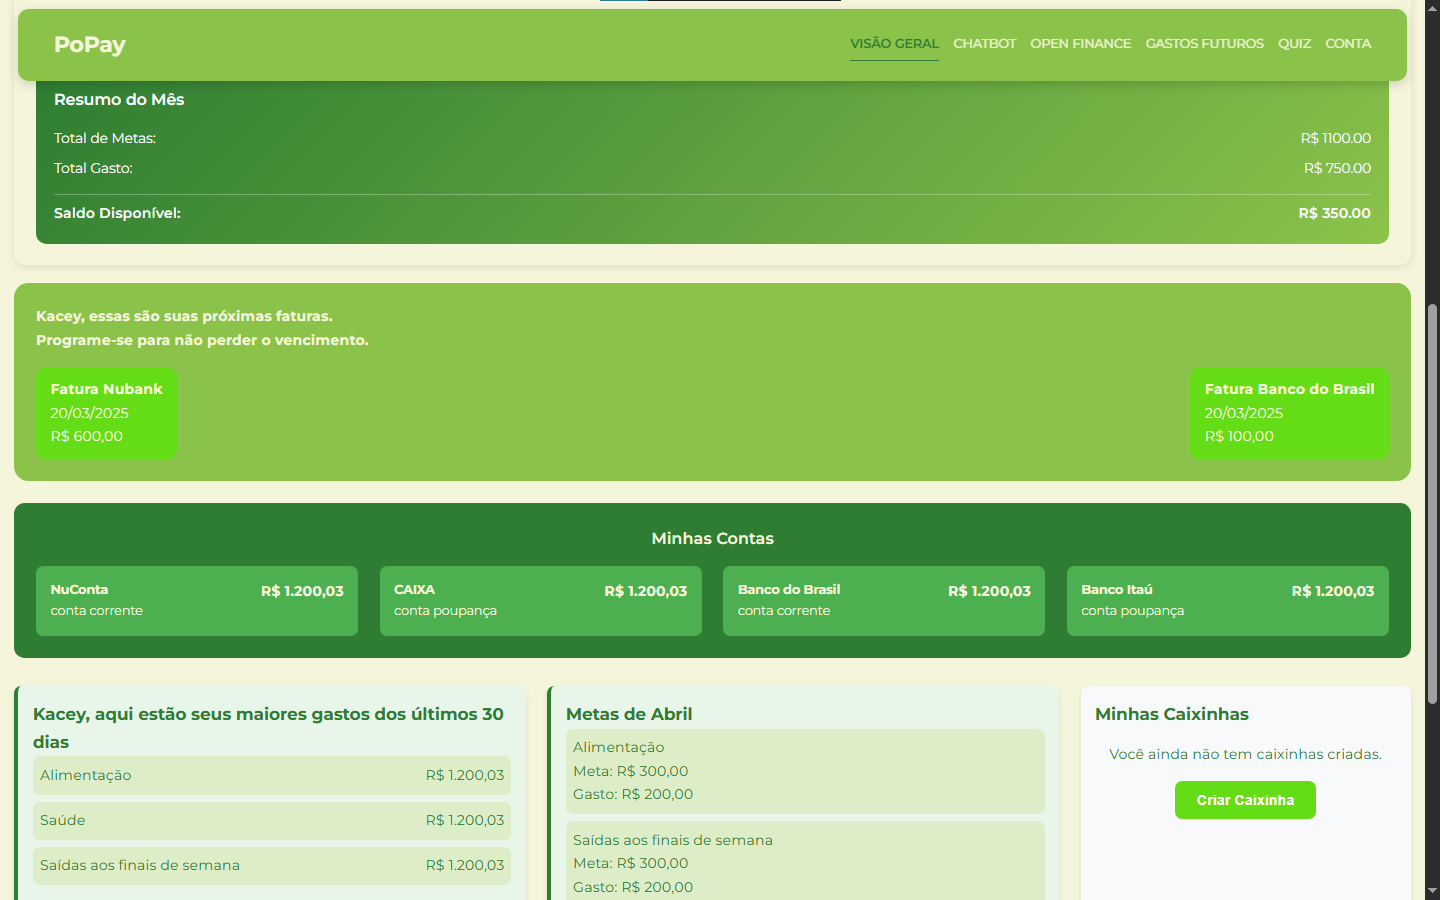 PoPay
VISÃO GERAL CHATBOT OPEN FINANCE GASTOS FUTUROS QUIZ CONTA
Resumo do Mês
Total de Metas: R$ 1100.00
Total Gasto: R$ 750.00
Saldo Disponível: R$ 350.00
Kacey, essas são suas próximas faturas.
Programe-se para não perder o vencimento.
Fatura Nubank
20/03/2025
R$ 600,00
Fatura Banco do Brasil
20/03/2025
R$ 100,00
Minhas Contas
NuConta R$ 1.200,03
conta corrente
CAIXA R$ 1.200,03
conta poupança
Banco do Brasil R$ 1.200,03
conta corrente
Banco Itaú R$ 1.200,03
conta poupança
Kacey, aqui estão seus maiores gastos dos últimos 30
dias
Alimentação R$ 1.200,03
Saúde R$ 1.200,03
Saídas aos finais de semana R$ 1.200,03
Metas de Abril
Alimentação
Meta: R$ 300,00
Gasto: R$ 200,00
Saídas aos finais de semana
Meta: R$ 300,00
Gasto: R$ 200,00
Minhas Caixinhas
Você ainda não tem caixinhas criadas.
Criar Caixinha